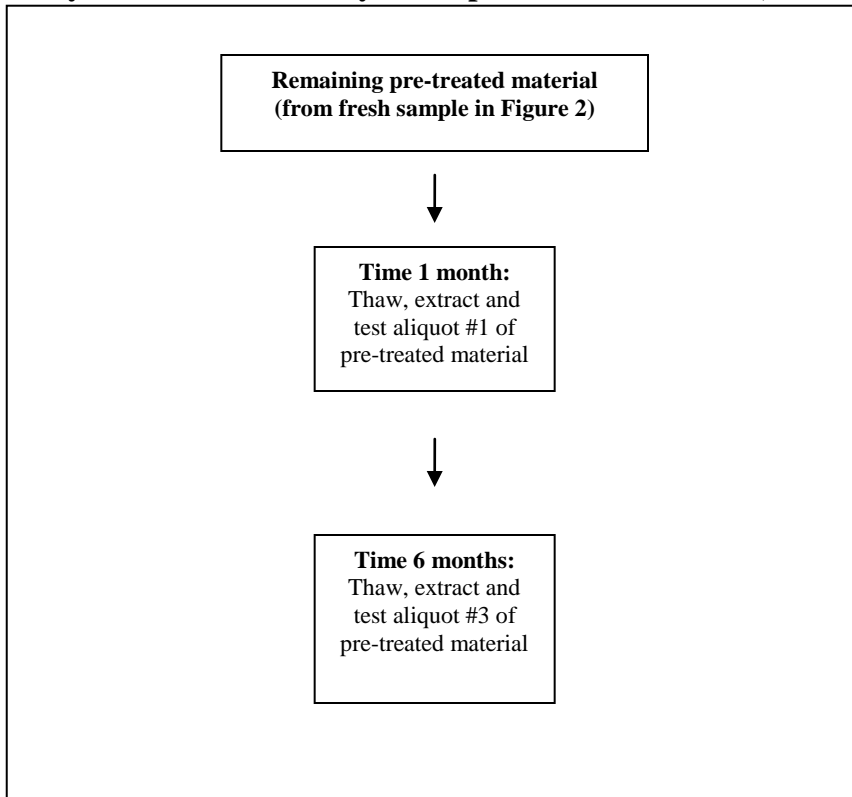 Remaining pre-treated material
(from fresh sample in Figure 2)
Time 1 month:
Thaw, extract and
test aliquot #1 of
pre-treated material
Time 6 months:
Thaw, extract and
test aliquot #3 of
pre-treated material